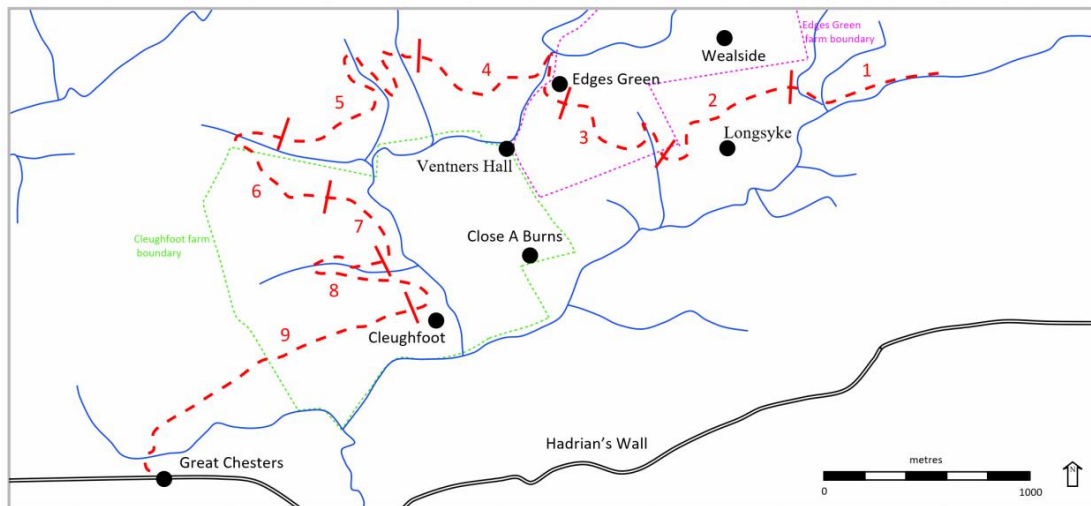 Edges Green
farm boundary
Wealside
1
4
Edges Green
2
5
3
Longsyke
Ventners Hall
6
7
Cleughfoot farm
boundary
Close A Burns
8
9
Cleughfoot
Hadrian's Wall
Great Chesters
metres
N
0
1000